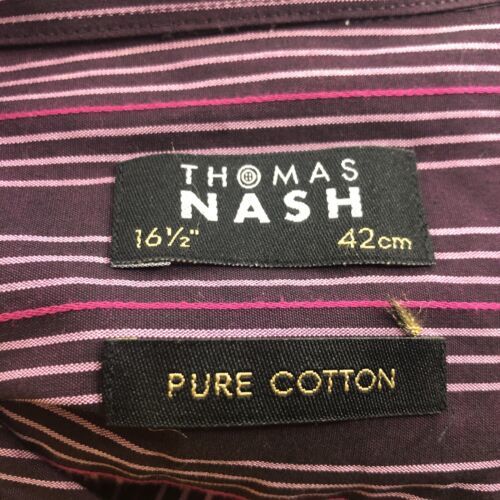 THOMAS
NASH
16½" 42cm
PURE COTTON